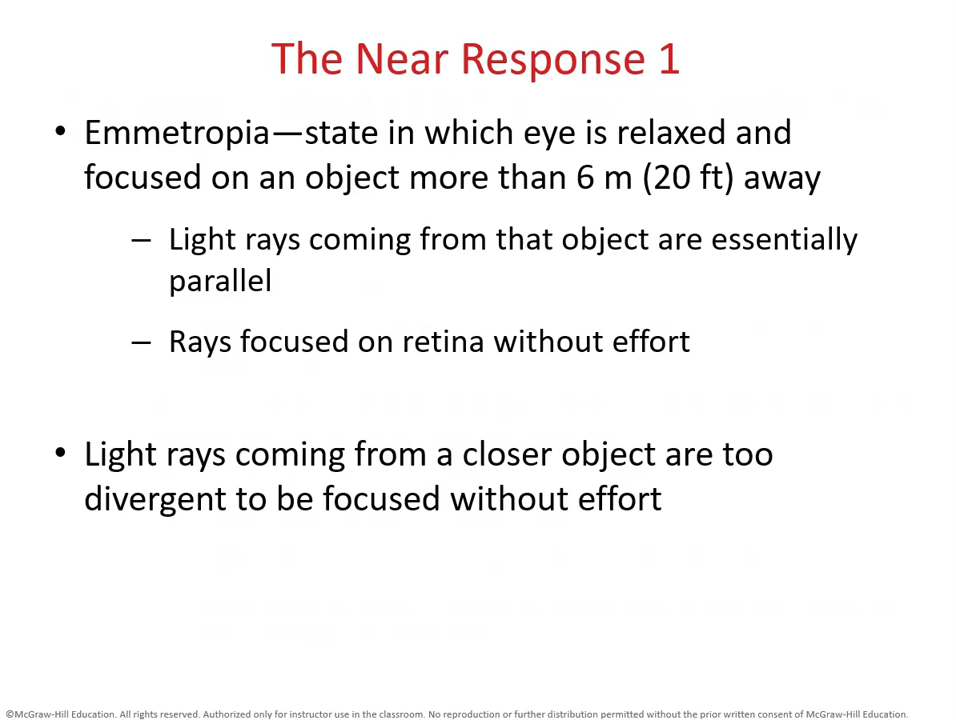 The Near Response 1
• Emmetropia—state in which eye is relaxed and
focused on an object more than 6 m (20 ft) away
– Light rays coming from that object are essentially
parallel
– Rays focused on retina without effort
• Light rays coming from a closer object are too
divergent to be focused without effort
©McGraw-Hill Education. All rights reserved. Authorized only for instructor use in the classroom. No reproduction or further distribution permitted without the prior written consent of McGraw-Hill Education.